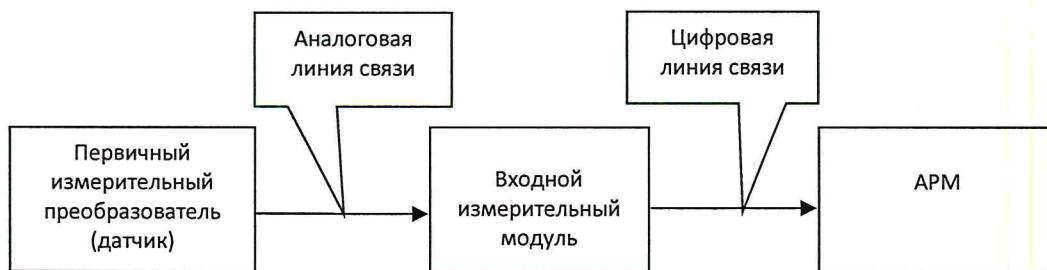 Аналоговая
линия связи
Цифровая
линия связи
Первичный
измерительный
преобразователь
(датчик)
Входной
измерительный
модуль
АРМ